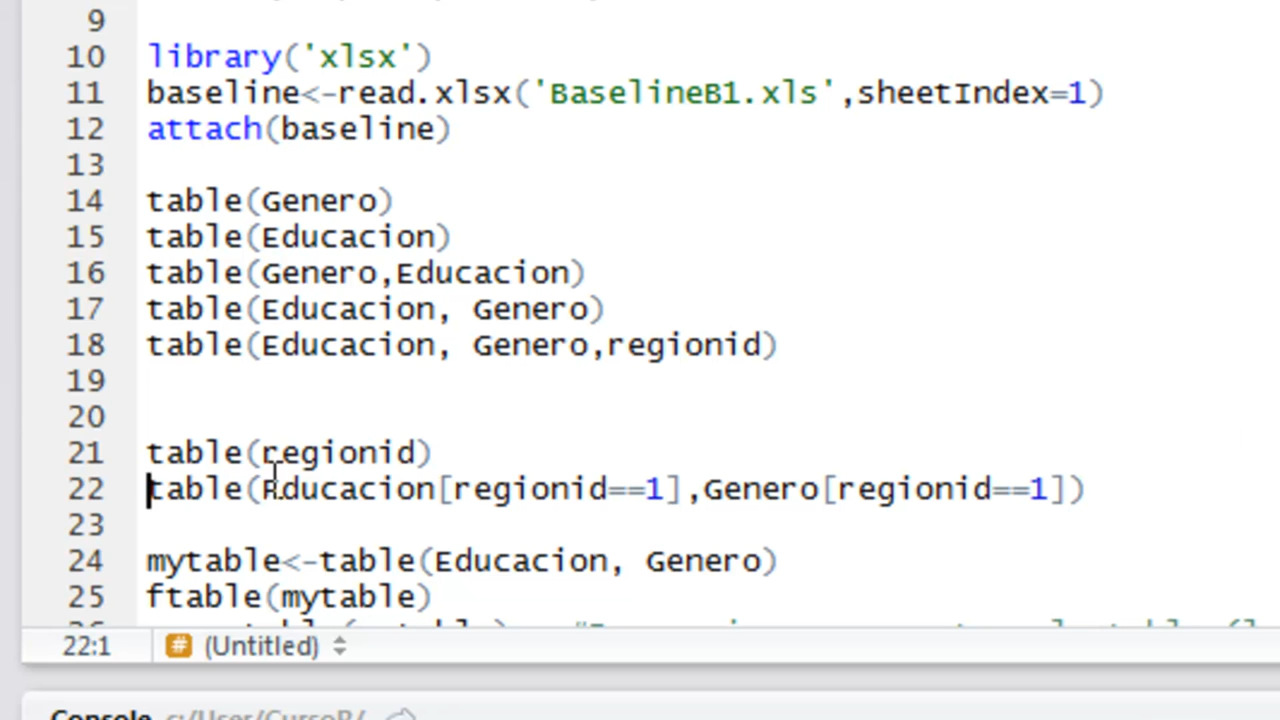 9
10 library('xlsx')
11 baseline<-read.xlsx('BaselineB1.xls',sheetIndex=1)
12 attach(baseline)
13
14 table(Genero)
15 table(Educacion)
16 table(Genero,Educacion)
17 table(Educacion, Genero)
18 table(Educacion, Genero,regionid)
19
20
21 table(regionid)
22 table(Educacion[regionid==1],Genero[regionid==1])
23
24 mytable<-table(Educacion, Genero)
25 ftable(mytable)
22:1 # (Untitled)
Console c:/User/CursoR/